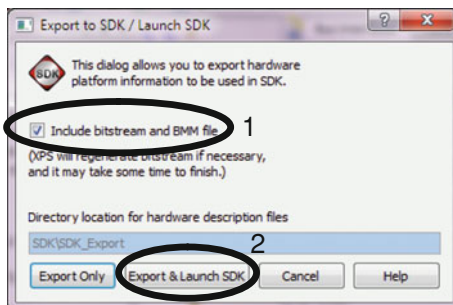 Export to SDK / Launch SDK
SDK
This dialog allows you to export hardware
platform information to be used in SDK.
Include bitstream and BMM file 1
(XPS will regenerate bitstream if necessary,
and it may take some time to finish.)
Directory location for hardware description files
SDK\SDK_Export
2
Export Only Export & Launch SDK Cancel Help